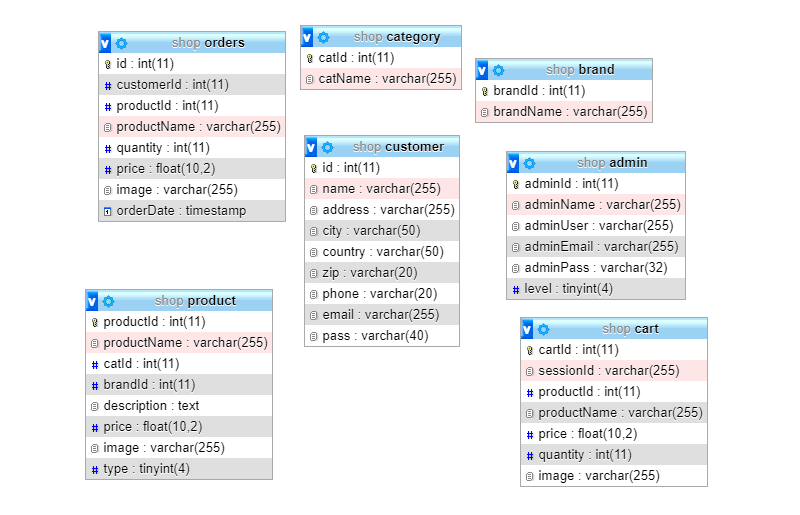 shop orders
id : int(11)
customerId : int(11)
productId : int(11)
productName : varchar(255)
quantity : int(11)
price : float(10,2)
image : varchar(255)
orderDate : timestamp
shop category
catId : int(11)
catName : varchar(255)
shop brand
brandId : int(11)
brandName : varchar(255)
shop customer
id : int(11)
name : varchar(255)
address : varchar(255)
city : varchar(50)
country : varchar(50)
zip : varchar(20)
phone : varchar(20)
email : varchar(255)
pass : varchar(40)
shop admin
adminId : int(11)
adminName : varchar(255)
adminUser : varchar(255)
adminEmail : varchar(255)
adminPass : varchar(32)
level : tinyint(4)
shop product
productId : int(11)
productName : varchar(255)
catId : int(11)
brandId : int(11)
description : text
price : float(10,2)
image : varchar(255)
type : tinyint(4)
shop cart
cartId : int(11)
sessionId : varchar(255)
productId : int(11)
productName : varchar(255)
price : float(10,2)
quantity : int(11)
image : varchar(255)